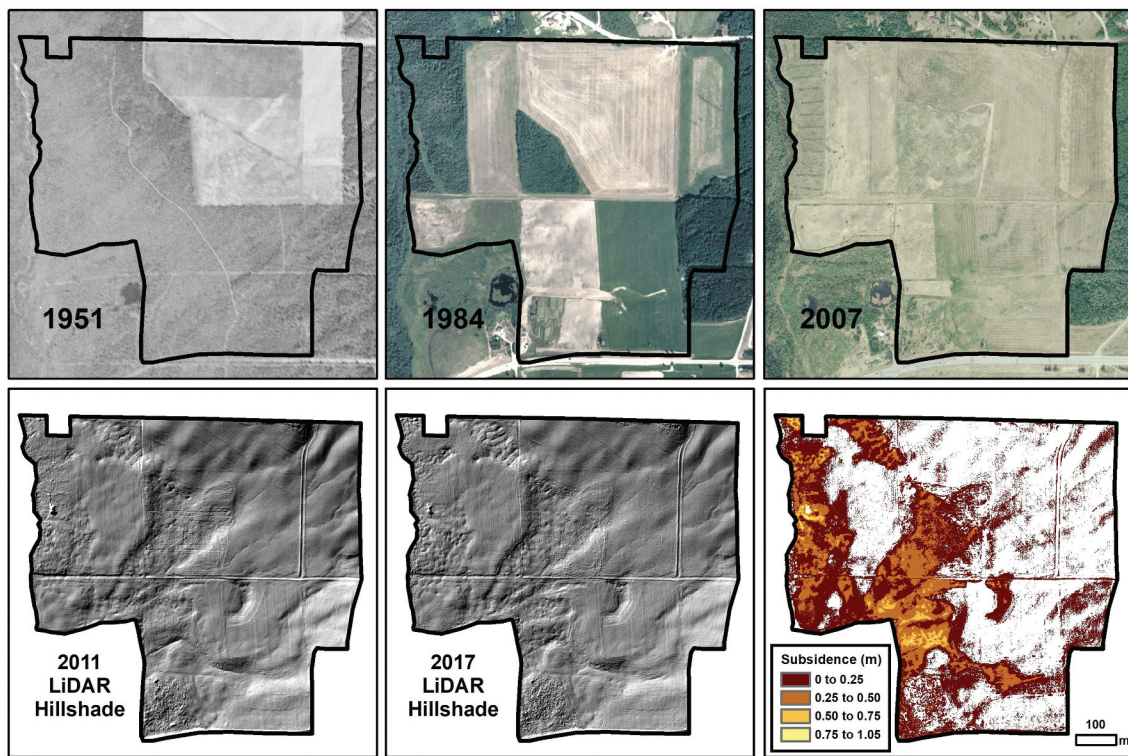 1951
1984
2007
2011
LiDAR
Hillshade
2017
LiDAR
Hillshade
Subsidence (m)
0 to 0.25
0.25 to 0.50
0.50 to 0.75
0.75 to 1.05
100
m